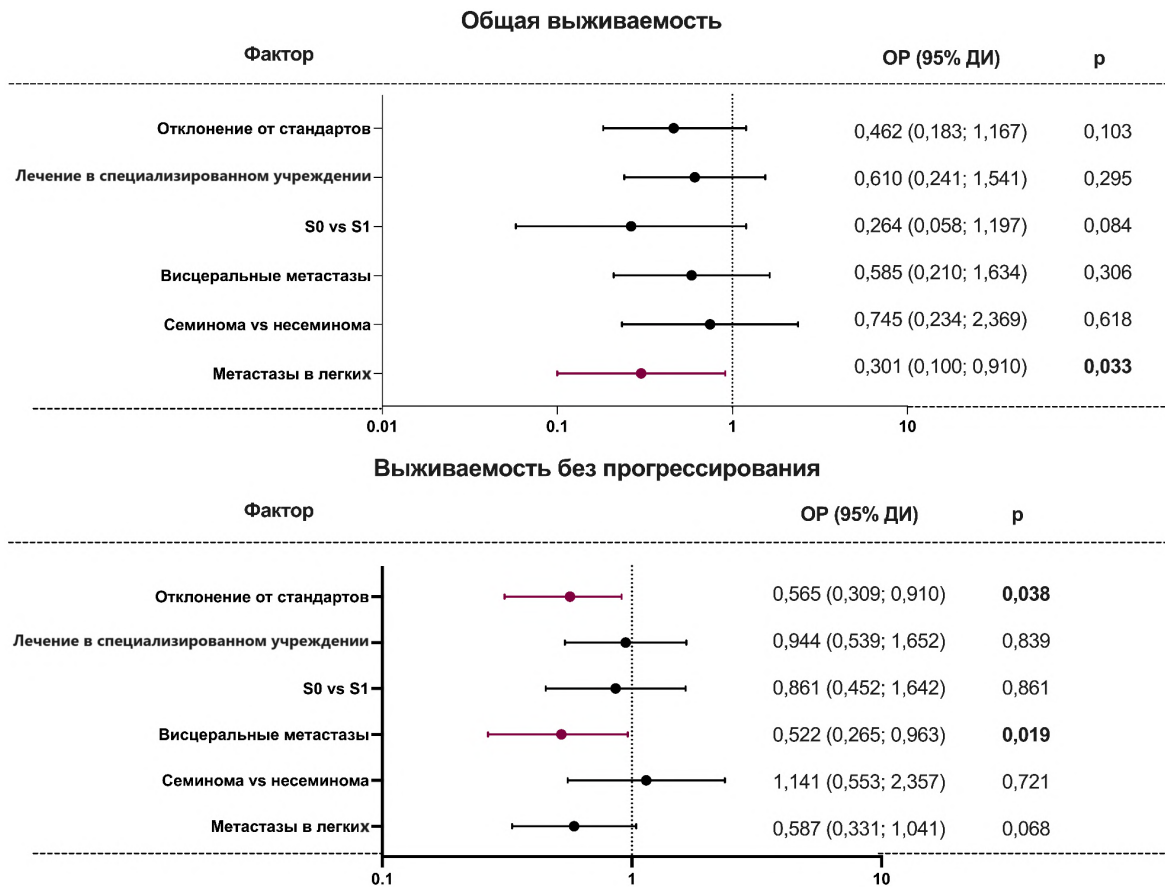 Общая выживаемость
Фактор ОР (95% ДИ) p
Отклонение от стандартов 0,462 (0,183; 1,167) 0,103
Лечение в специализированном учреждении 0,610 (0,241; 1,541) 0,295
S0 vs S1 0,264 (0,058; 1,197) 0,084
Висцеральные метастазы 0,585 (0,210; 1,634) 0,306
Семинома vs несеминома 0,745 (0,234; 2,369) 0,618
Метастазы в легких 0,301 (0,100; 0,910) 0,033
0.01 0.1 1 10
Выживаемость без прогрессирования
Фактор ОР (95% ДИ) p
Отклонение от стандартов 0,565 (0,309; 0,910) 0,038
Лечение в специализированном учреждении 0,944 (0,539; 1,652) 0,839
S0 vs S1 0,861 (0,452; 1,642) 0,861
Висцеральные метастазы 0,522 (0,265; 0,963) 0,019
Семинома vs несеминома 1,141 (0,553; 2,357) 0,721
Метастазы в легких 0,587 (0,331; 1,041) 0,068
0.1 1 10